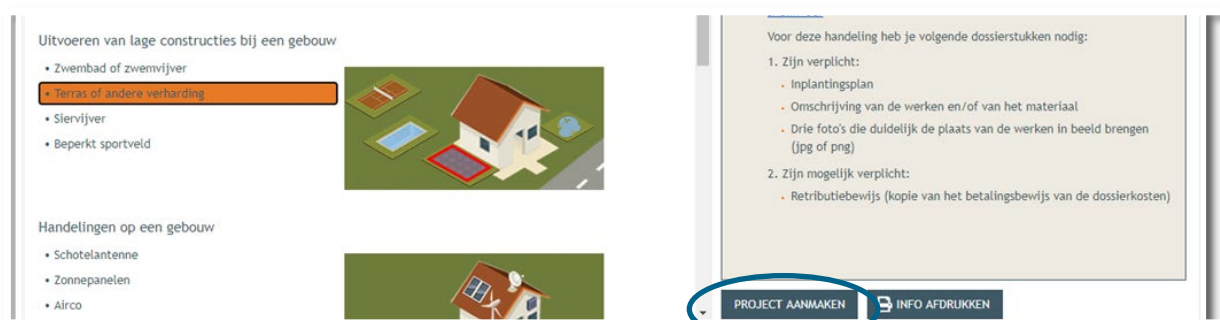 Uitvoeren van lage constructies bij een gebouw
• Zwembad of zwemvijver
• Terras of andere verharding
• Siervijver
• Beperkt sportveld
Handelingen op een gebouw
• Schotelantenne
• Zonnepanelen
• Airco
Voor deze handeling heb je volgende dossierstukken nodig:
1. Zijn verplicht:
• Inplantingsplan
• Omschrijving van de werken en/of van het materiaal
• Drie foto's die duidelijk de plaats van de werken in beeld brengen
(jpg of png)
2. Zijn mogelijk verplicht:
• Retributiebewijs (kopie van het betalingsbewijs van de dossierkosten)
PROJECT AANMAKEN
INFO AFDRUKKEN